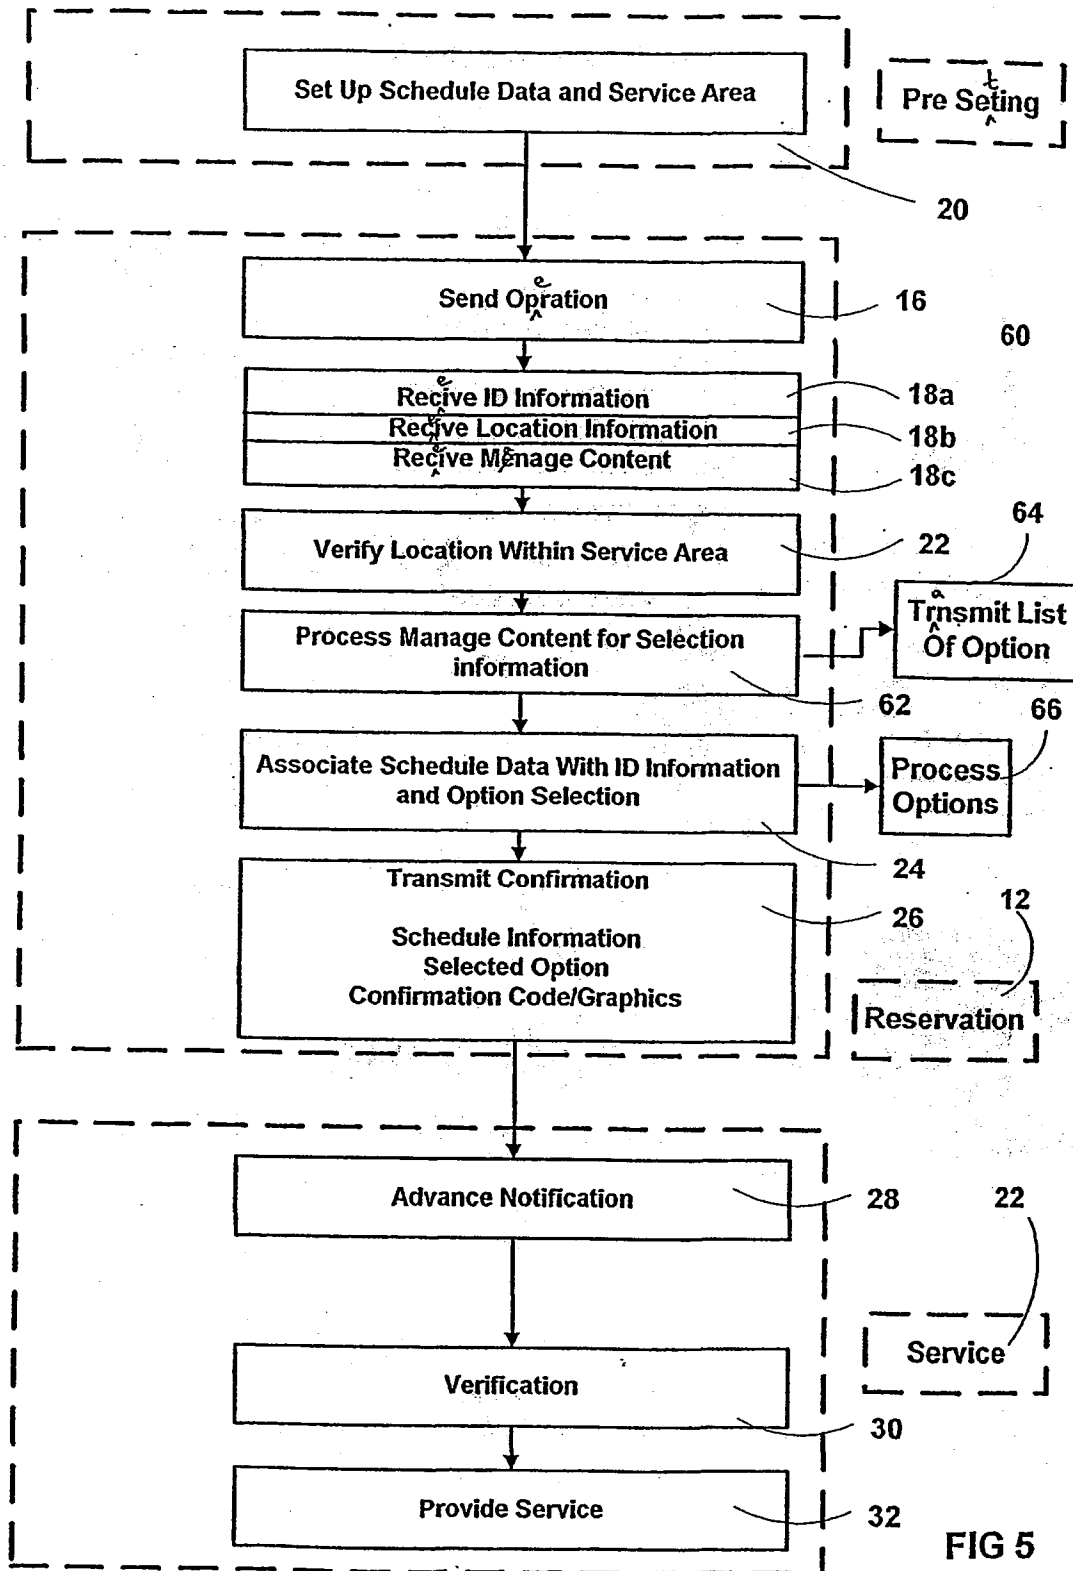 Set Up Schedule Data and Service Area
t
Pre Seting
^
20
e
Send Opration
^
16
60
e
Recive ID Information
^
18a
e
Recive Location Information
^
18b
e
Recive Menage Content
^
18c
Verify Location Within Service Area
22
64
a
Trnsmit List
^
Of Option
Process Manage Content for Selection
information
62
66
Associate Schedule Data With ID Information
and Option Selection
Process
Options
24
Transmit Confirmation
Schedule Information
Selected Option
Confirmation Code/Graphics
26
12
Reservation
Advance Notification
28
22
Service
Verification
30
Provide Service
32
FIG 5